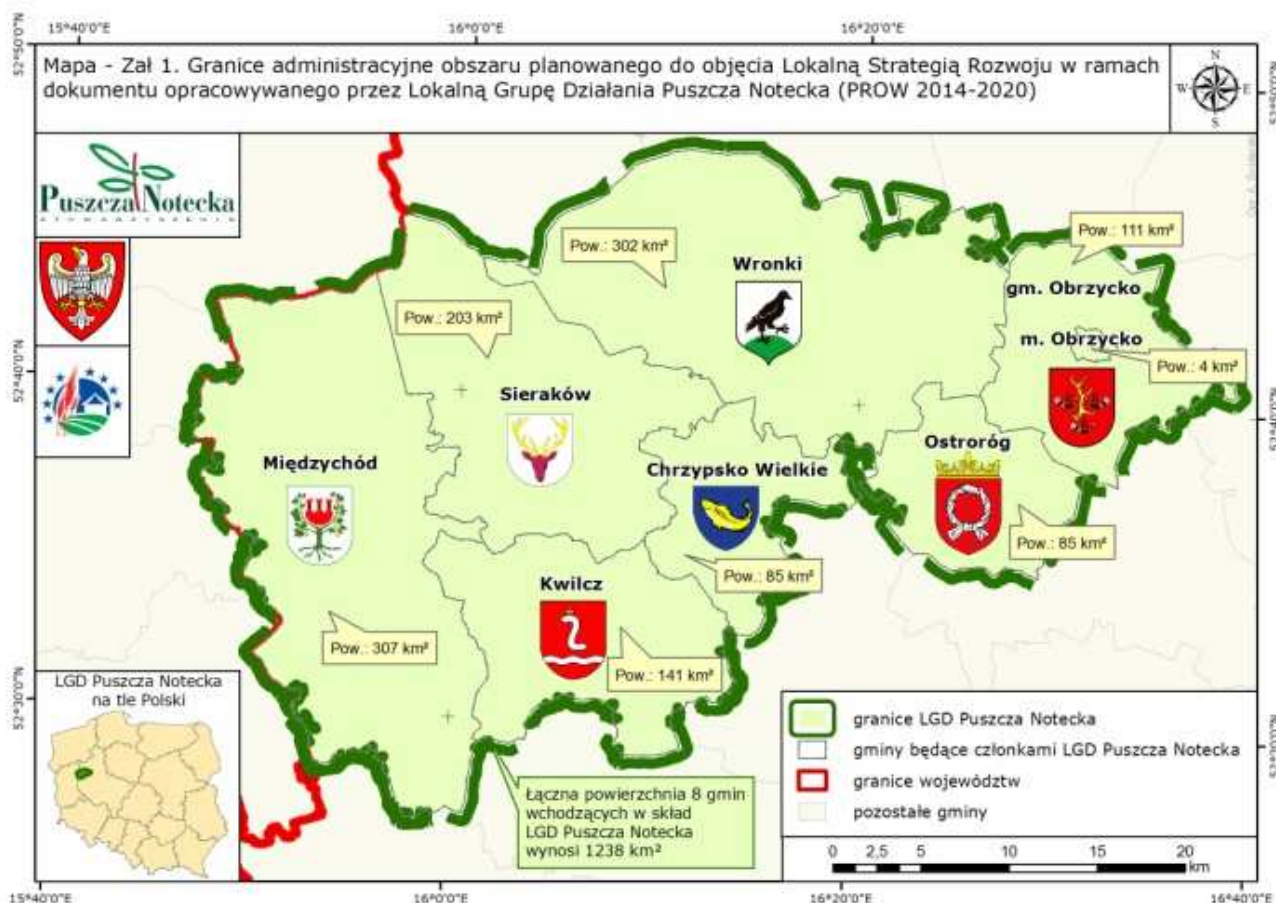 15°40'0"E
16°0'0"E
16°20'0"E
52°50'0"N
Mapa - Zał 1. Granice administracyjne obszaru planowanego do objęcia Lokalną Strategią Rozwoju w ramach
dokumentu opracowywanego przez Lokalną Grupę Działania Puszcza Notecka (PROW 2014-2020)
N
W
E
S
Puszcza Notecka
STOWARZYSZENIE
Pow.: 302 km²
Pow.: 111 km²
Wronki
gm. Obrzycko
Pow.: 203 km²
m. Obrzycko
Pow.: 4 km²
52°40'0"N
Sieraków
Ostroróg
Międzychód
Chrzypsko Wielkie
Pow.: 85 km²
Pow.: 85 km²
Kwilcz
Pow.: 307 km²
Pow.: 141 km²
52°30'0"N
LGD Puszcza Notecka
na tle Polski
granice LGD Puszcza Notecka
gminy będące członkami LGD Puszcza Notecka
granice województw
pozostałe gminy
Łączna powierzchnia 8 gmin
wchodzących w skład
LGD Puszcza Notecka
wynosi 1238 km²
0 2,5 5 10 15 20
km
15°40'0"E
16°0'0"E
16°20'0"E
16°40'0"E